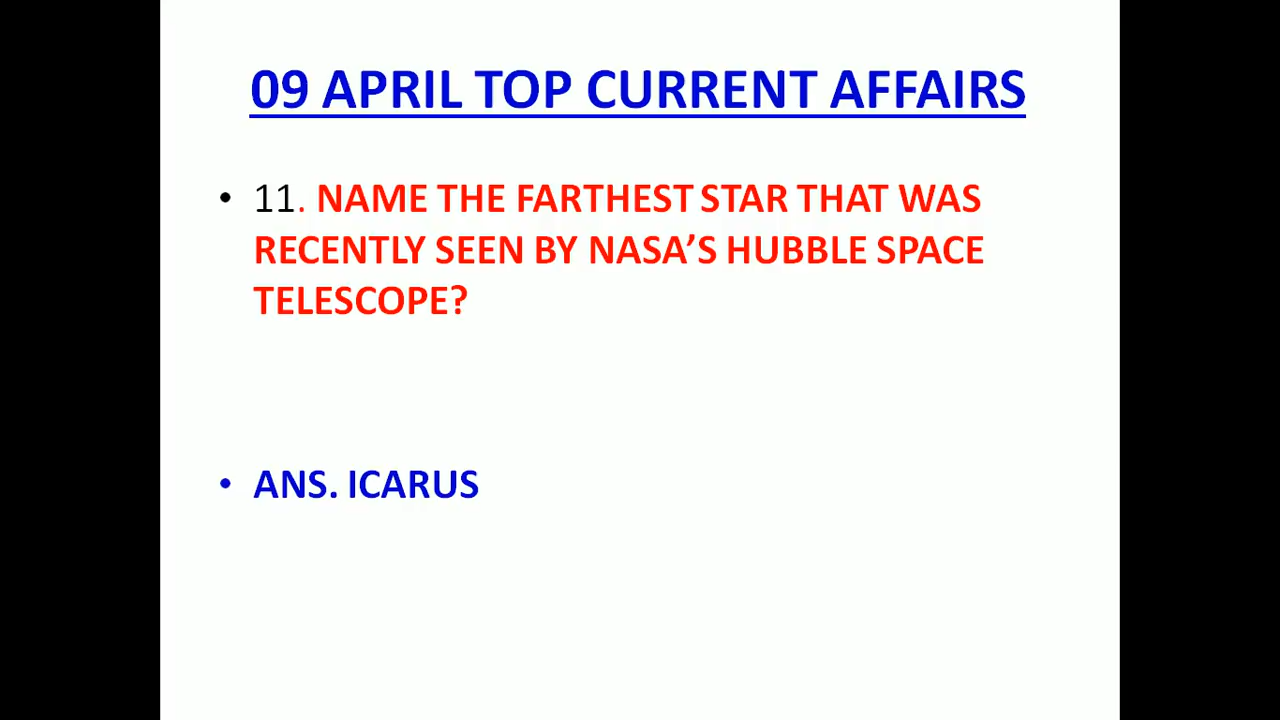 09 APRIL TOP CURRENT AFFAIRS
• 11. NAME THE FARTHEST STAR THAT WAS
RECENTLY SEEN BY NASA’S HUBBLE SPACE
TELESCOPE?
• ANS. ICARUS